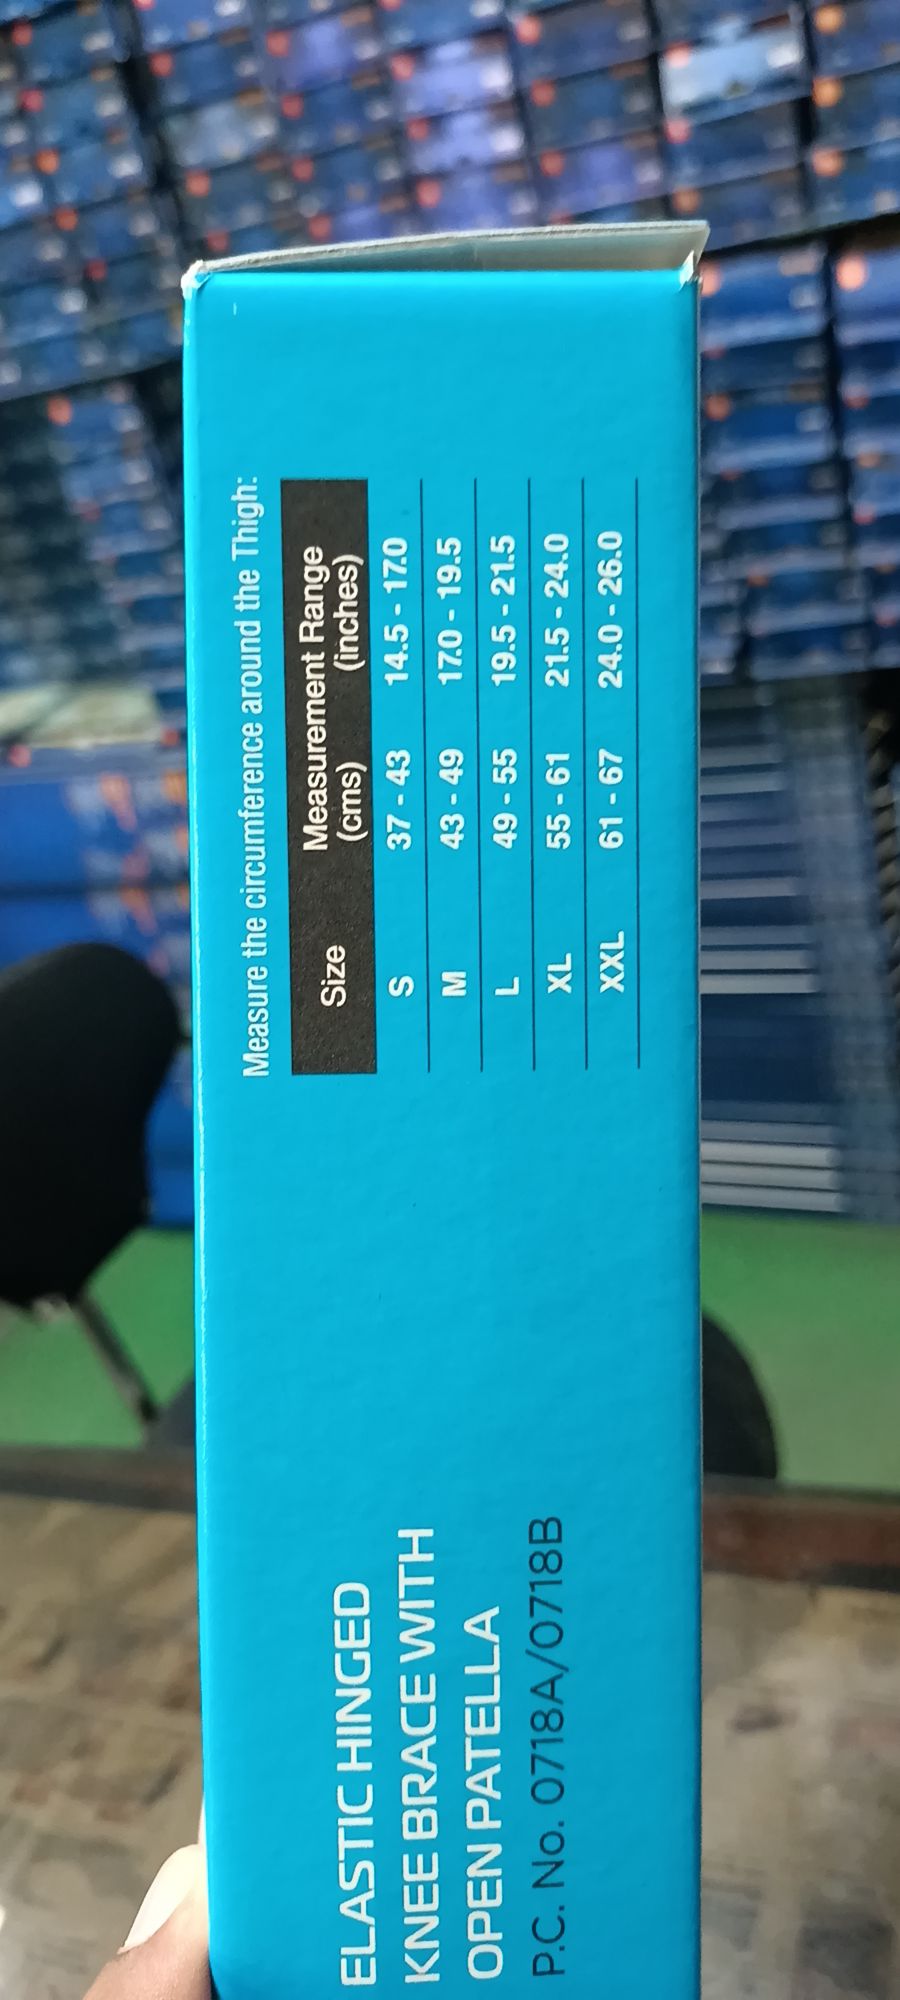 ELASTIC HINGED
KNEE BRACE WITH
OPEN PATELLA
P.C. No. 0718A/0718B
Measure the circumference around the Thigh:
Size Measurement Range
(cms) (inches)
S 37 - 43 14.5 - 17.0
M 43 - 49 17.0 - 19.5
L 49 - 55 19.5 - 21.5
XL 55 - 61 21.5 - 24.0
XXL 61 - 67 24.0 - 26.0